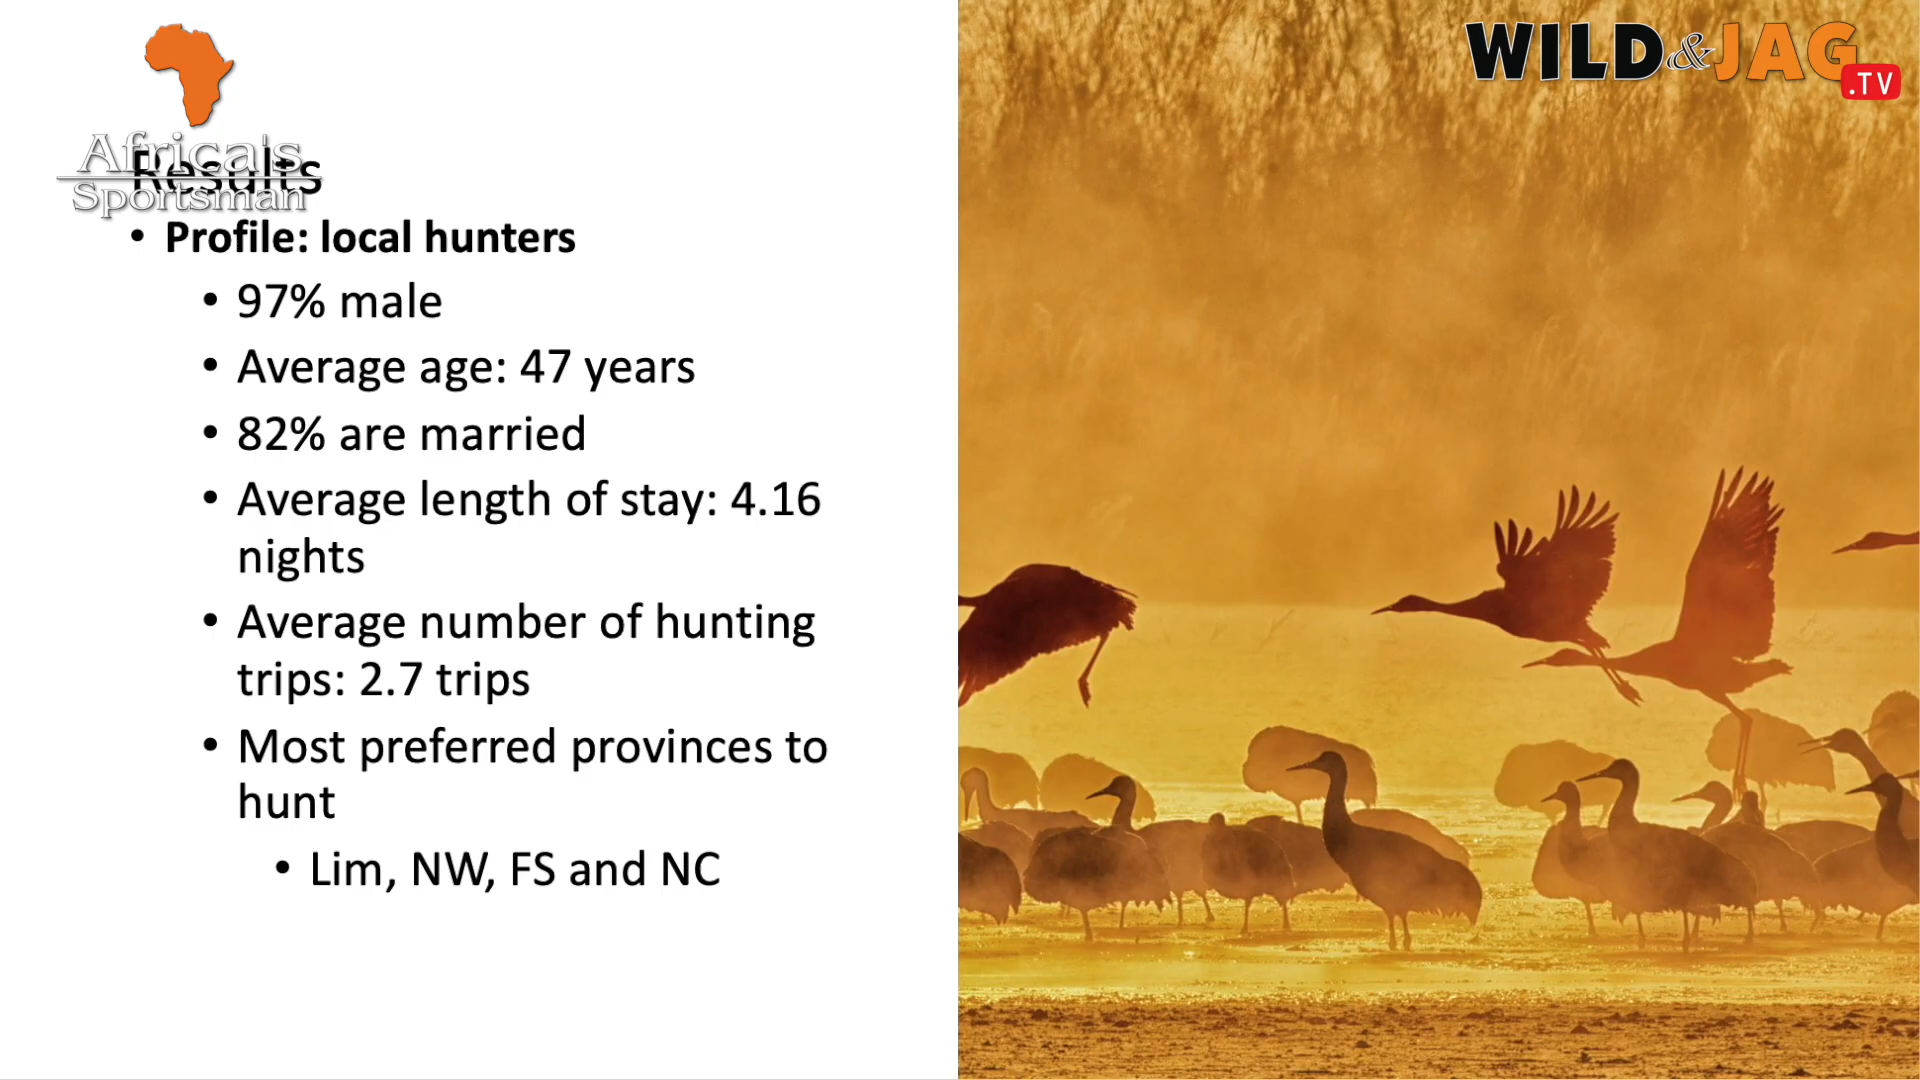 WILD&JAG
.TV
Africa's
Sportsman
Results
• Profile: local hunters
• 97% male
• Average age: 47 years
• 82% are married
• Average length of stay: 4.16
nights
• Average number of hunting
trips: 2.7 trips
• Most preferred provinces to
hunt
• Lim, NW, FS and NC